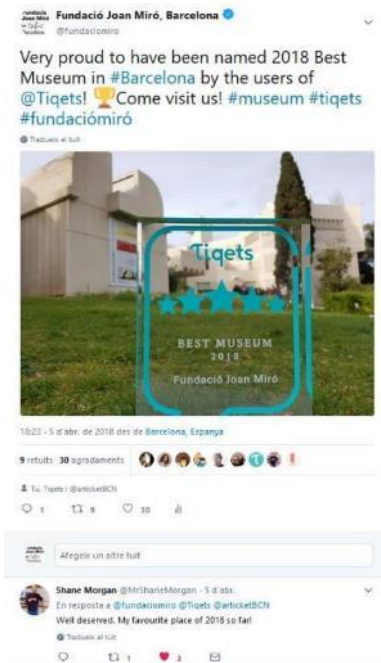 Fundació Joan Miró, Barcelona
@fundaciomiro
Very proud to have been named 2018 Best
Museum in #Barcelona by the users of
@Tiqets! 🏆Come visit us! #museum #tiqets
#fundaciómiró
Tradueix el tuit
Tiqets
BEST MUSEUM
2018
Fundació Joan Miró
18:23 - 5 d'abr. de 2018 des de Barcelona, Espanya
9 retuits 30 agradaments
Tu, Tiqets i @articketBCN
1 9 30
Afegeix un altre tuit
Shane Morgan @MrShaneMorgan · 5 d'abr.
En resposta a @fundaciomiro @Tiqets @articketBCN
Well deserved. My favourite place of 2018 so far!
Tradueix el tuit
1 3